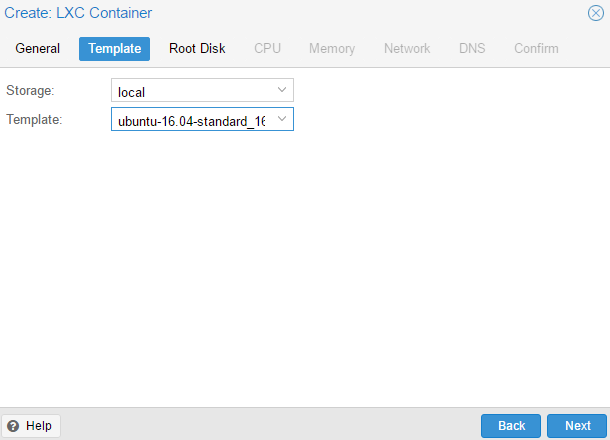 Create: LXC Container
General Template Root Disk CPU Memory Network DNS Confirm
Storage: local
Template: ubuntu-16.04-standard_16
Help Back Next